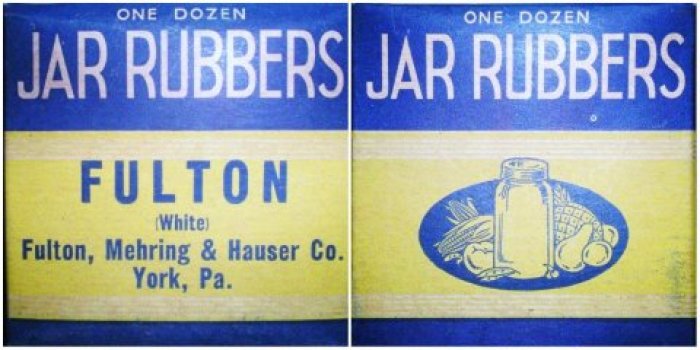 ONE DOZEN
JAR RUBBERS
FULTON
(White)
Fulton, Mehring & Hauser Co.
York, Pa.
ONE DOZEN
JAR RUBBERS